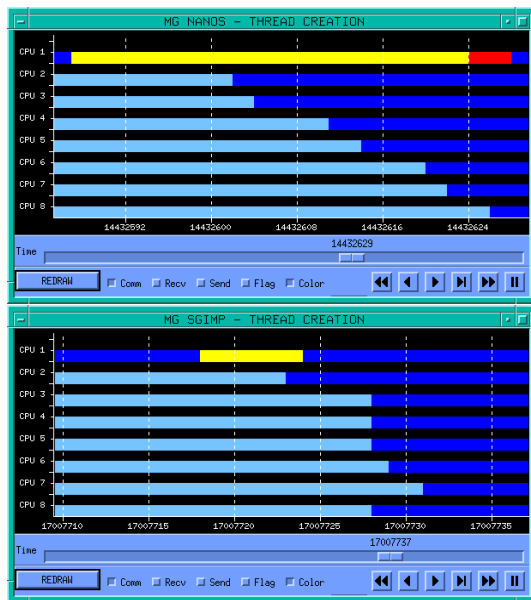 MG NANOS - THREAD CREATION
CPU 1
CPU 2
CPU 3
CPU 4
CPU 5
CPU 6
CPU 7
CPU 8
14432592 14432600 14432608 14432616 14432624
14432629
Time
REDRAW Comm Recv Send Flag Color
MG SGIMP - THREAD CREATION
CPU 1
CPU 2
CPU 3
CPU 4
CPU 5
CPU 6
CPU 7
CPU 8
17007710 17007715 17007720 17007725 17007730 17007735
17007737
Time
REDRAW Comm Recv Send Flag Color